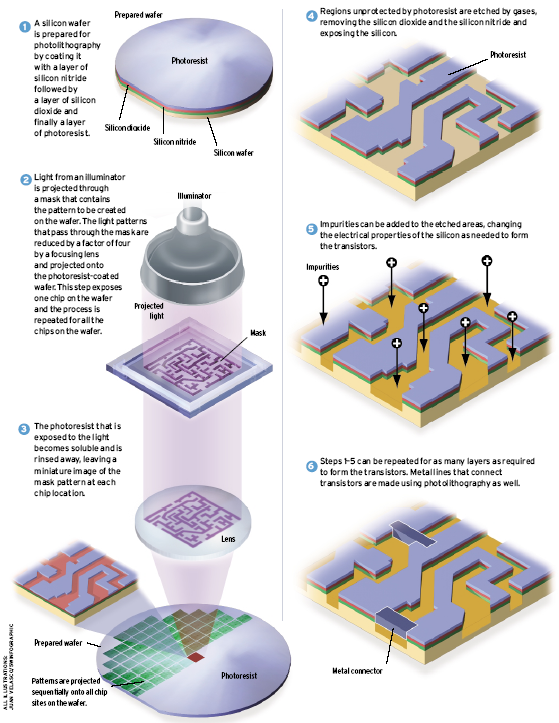 1 A silicon wafer
is prepared for
photolithography
by coating it
with a layer of
silicon nitride
followed by
a layer of silicon
dioxide and
finally a layer
of photoresist.
Prepared wafer
Photoresist
Silicon dioxide
Silicon nitride
Silicon wafer
2 Light from an illuminator
is projected through
a mask that contains
the pattern to be created
on the wafer. The light patterns
that pass through the mask are
reduced by a factor of four
by a focusing lens
and projected onto
the photoresist-coated
wafer. This step exposes
one chip on the wafer
and the process is
repeated for all the
chips on the wafer.
Illuminator
Projected
light
Mask
3 The photoresist that is
exposed to the light
becomes soluble and is
rinsed away, leaving a
miniature image of the
mask pattern at each
chip location.
Lens
Prepared wafer
Photoresist
Patterns are projected
sequentially onto all chip
sites on the wafer.
ALL ILLUSTRATIONS:
JUAN VELASCO/5WINFOGRAPHIC
4 Regions unprotected by photoresist are etched by gases,
removing the silicon dioxide and the silicon nitride and
exposing the silicon.
Photoresist
5 Impurities can be added to the etched areas, changing
the electrical properties of the silicon as needed to form
the transistors.
Impurities
6 Steps 1–5 can be repeated for as many layers as required
to form the transistors. Metal lines that connect
transistors are made using photolithography as well.
Metal connector